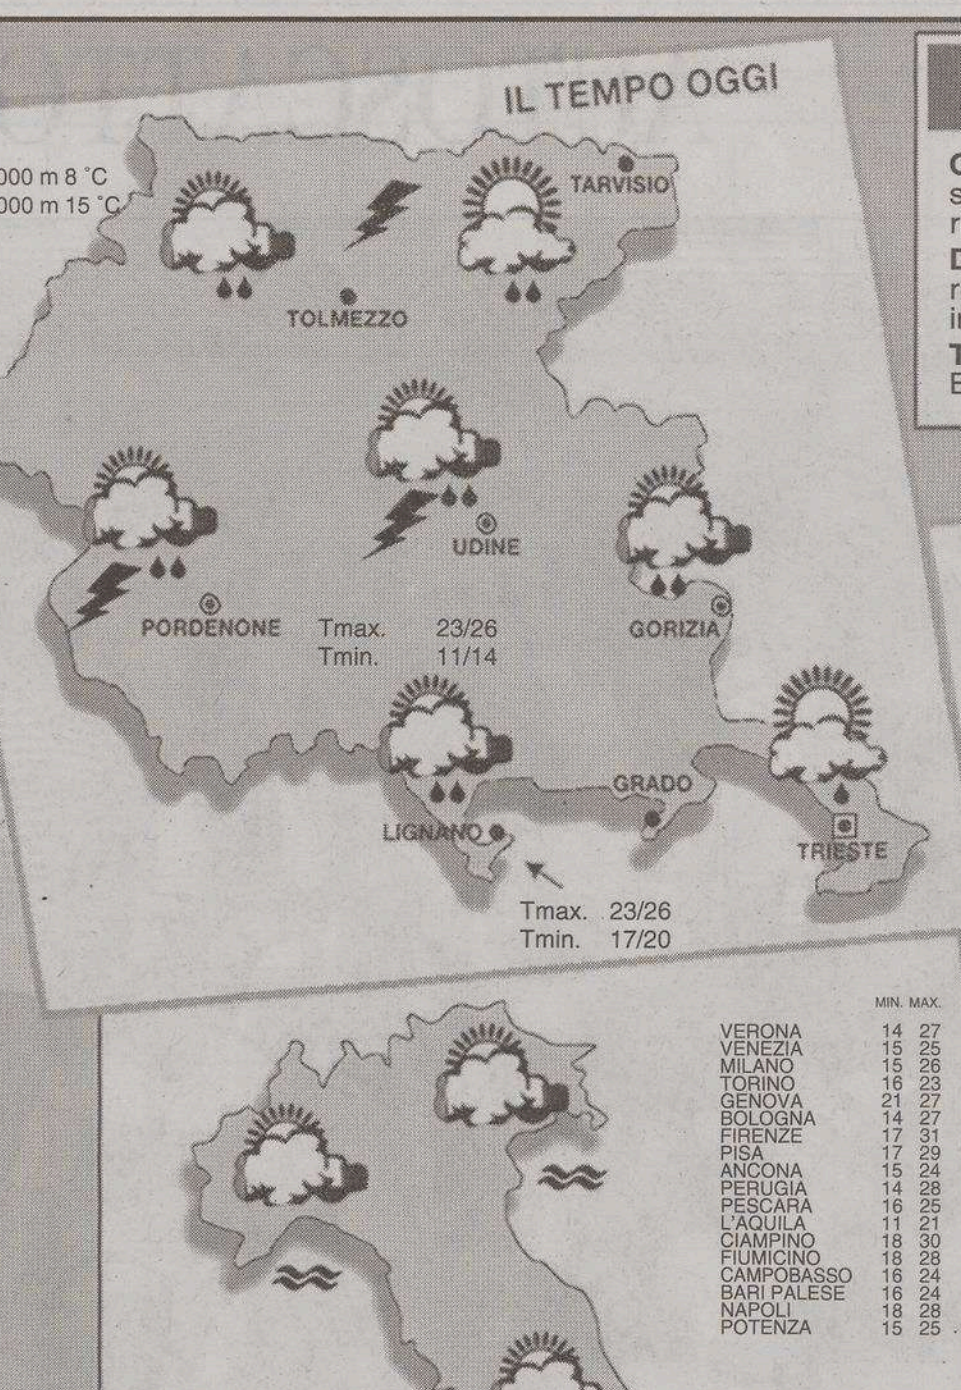 IL TEMPO OGGI
000 m 8 °C
000 m 15 °C
TARVISIO
TOLMEZZO
UDINE
PORDENONE
Tmax. 23/26
Tmin. 11/14
GORIZIA
GRADO
LIGNANO
TRIESTE
Tmax. 23/26
Tmin. 17/20
MIN. MAX.
VERONA 14 27
VENEZIA 15 25
MILANO 15 26
TORINO 16 23
GENOVA 21 27
BOLOGNA 14 27
FIRENZE 17 31
PISA 17 29
ANCONA 15 24
PERUGIA 14 28
PESCARA 16 25
L'AQUILA 11 21
CIAMPINO 18 30
FIUMICINO 18 28
CAMPOBASSO 16 24
BARI PALESE 16 24
NAPOLI 18 28
POTENZA 15 25